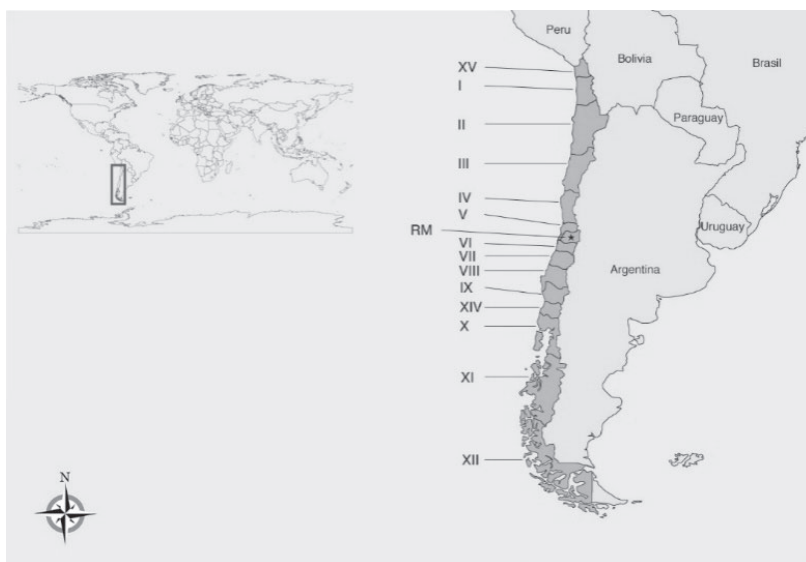 Peru
Bolivia
Brasil
XV
I
II
Paraguay
III
IV
V
RM
Uruguay
VI
VII
VIII
Argentina
IX
XIV
X
XI
XII
N